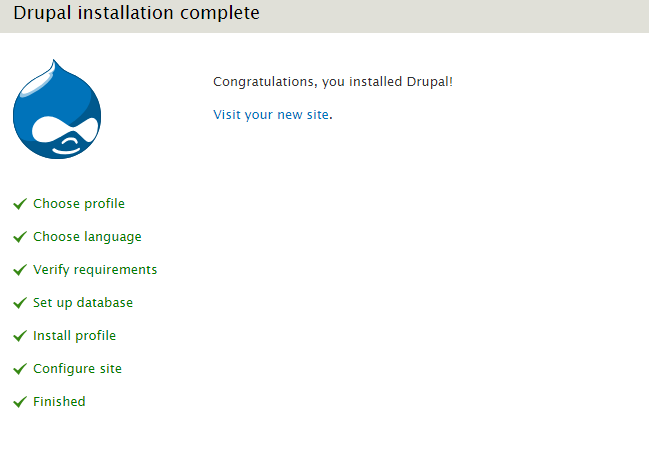 Drupal installation complete
Congratulations, you installed Drupal!
Visit your new site.
Choose profile
Choose language
Verify requirements
Set up database
Install profile
Configure site
Finished